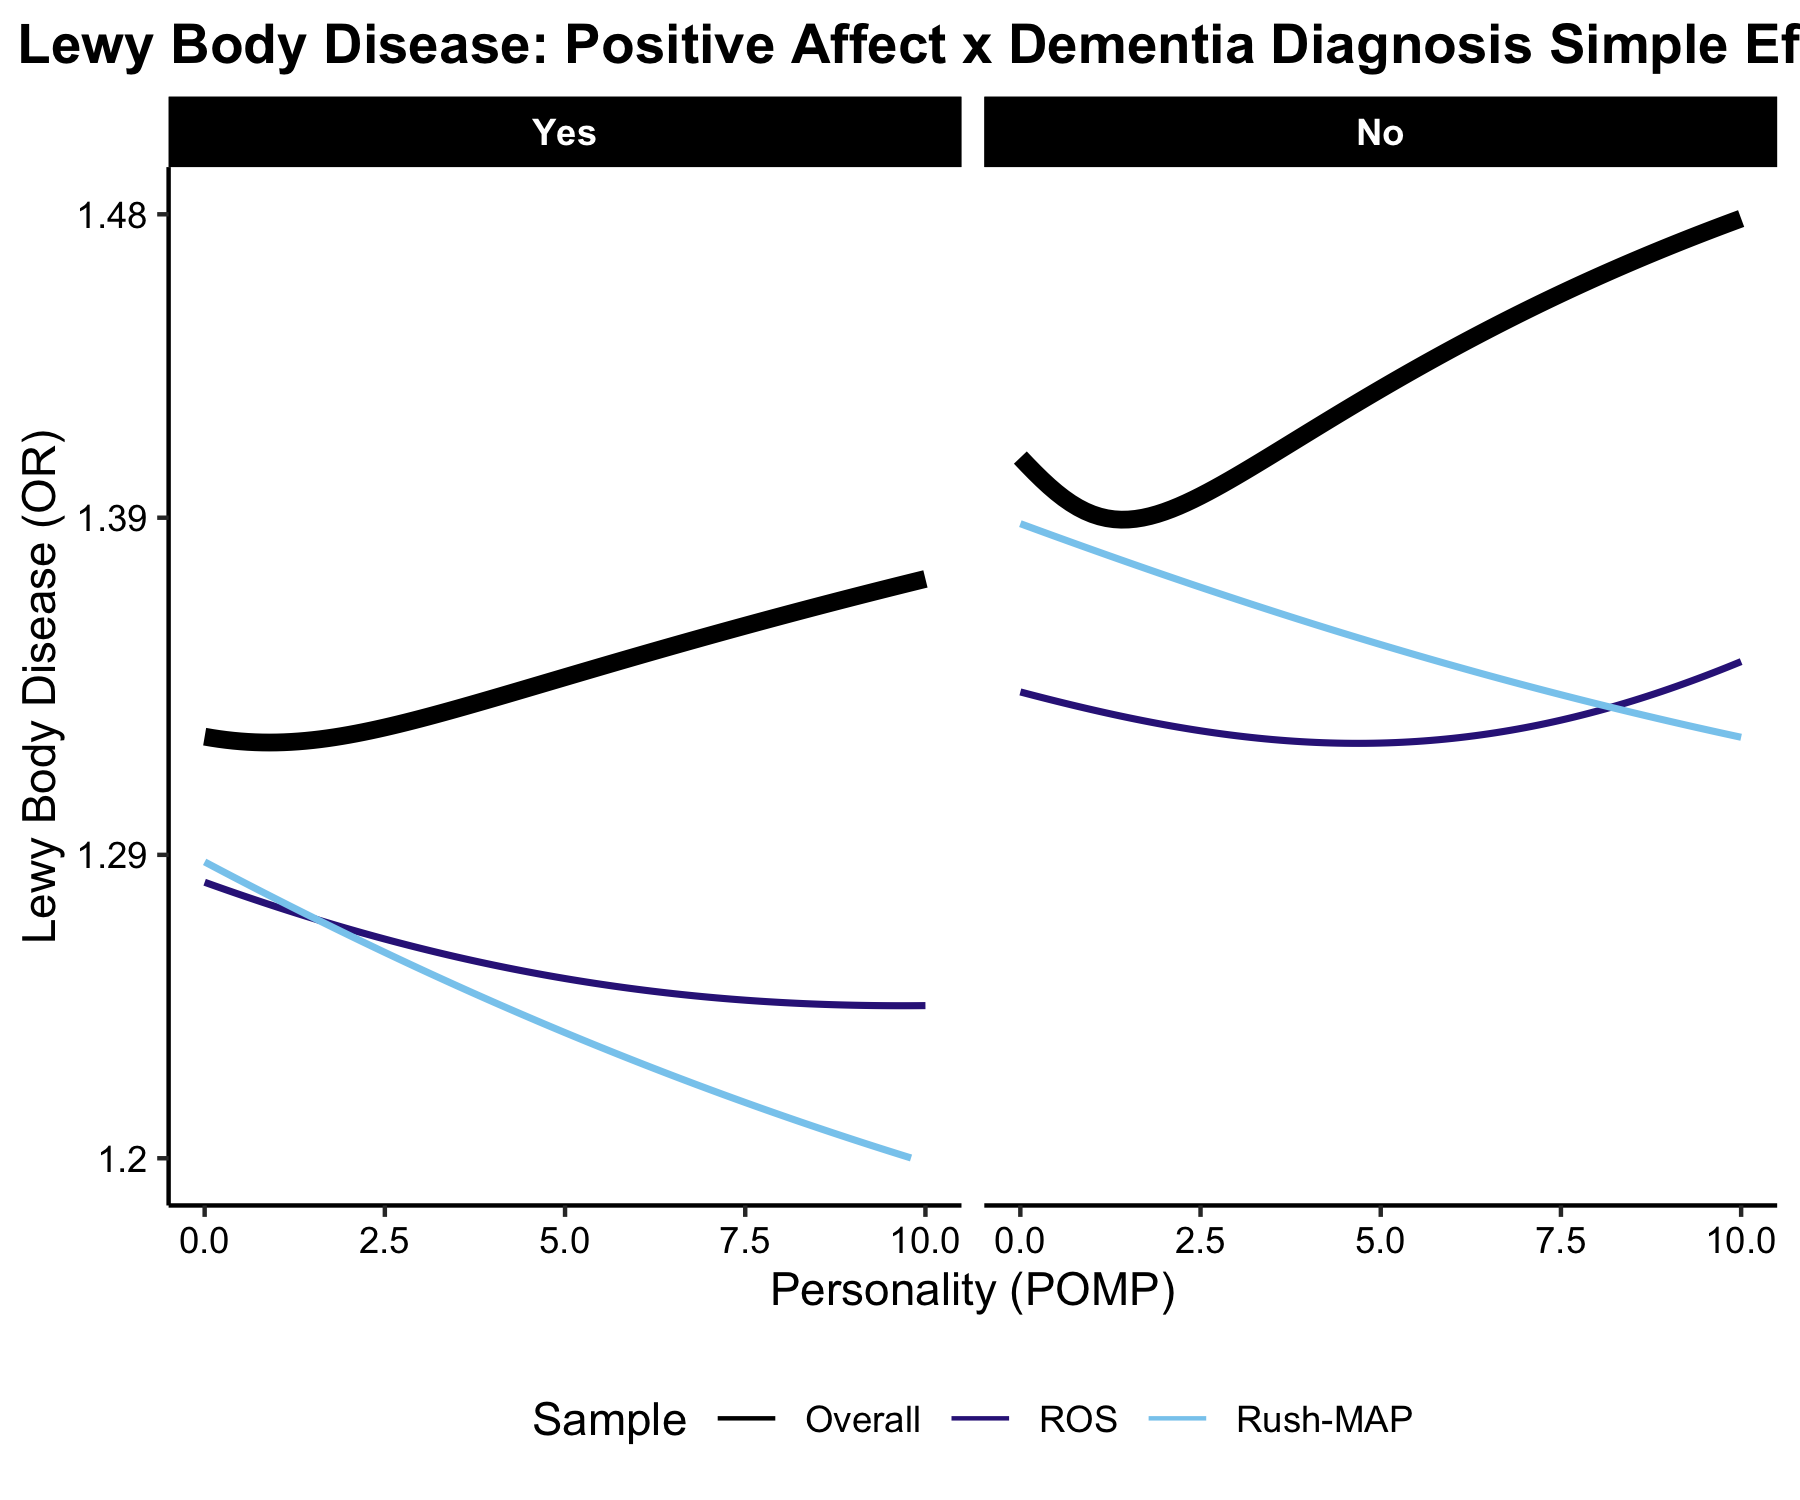 Lewy Body Disease: Positive Affect x Dementia Diagnosis Simple Ef
Yes
No
Lewy Body Disease (OR)
1.48
1.39
1.29
1.2
0.0 2.5 5.0 7.5 10.0 0.0 2.5 5.0 7.5 10.0
Personality (POMP)
Sample Overall ROS Rush-MAP